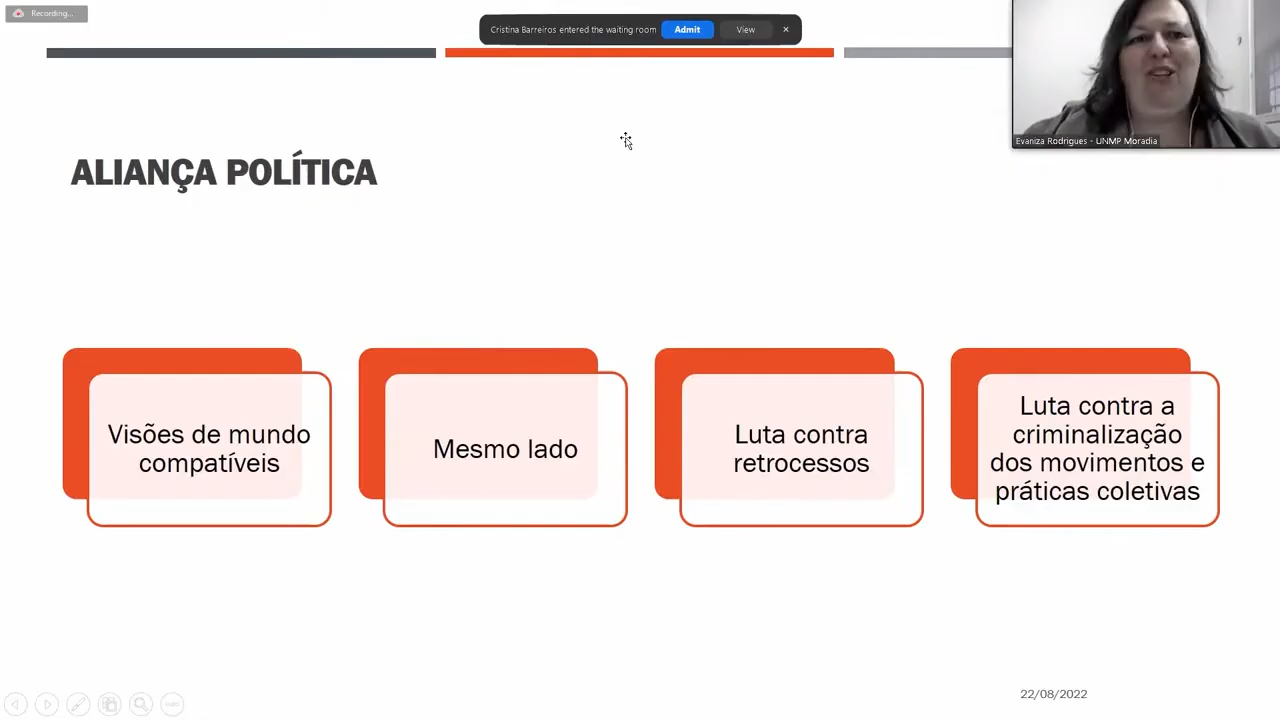 Recording...
Cristina Barreiros entered the waiting room Admit View
Evaniza Rodrigues - UNMP Moradia
ALIANÇA POLÍTICA
Visões de mundo
compatíveis
Mesmo lado
Luta contra
retrocessos
Luta contra a
criminalização
dos movimentos e
práticas coletivas
22/08/2022